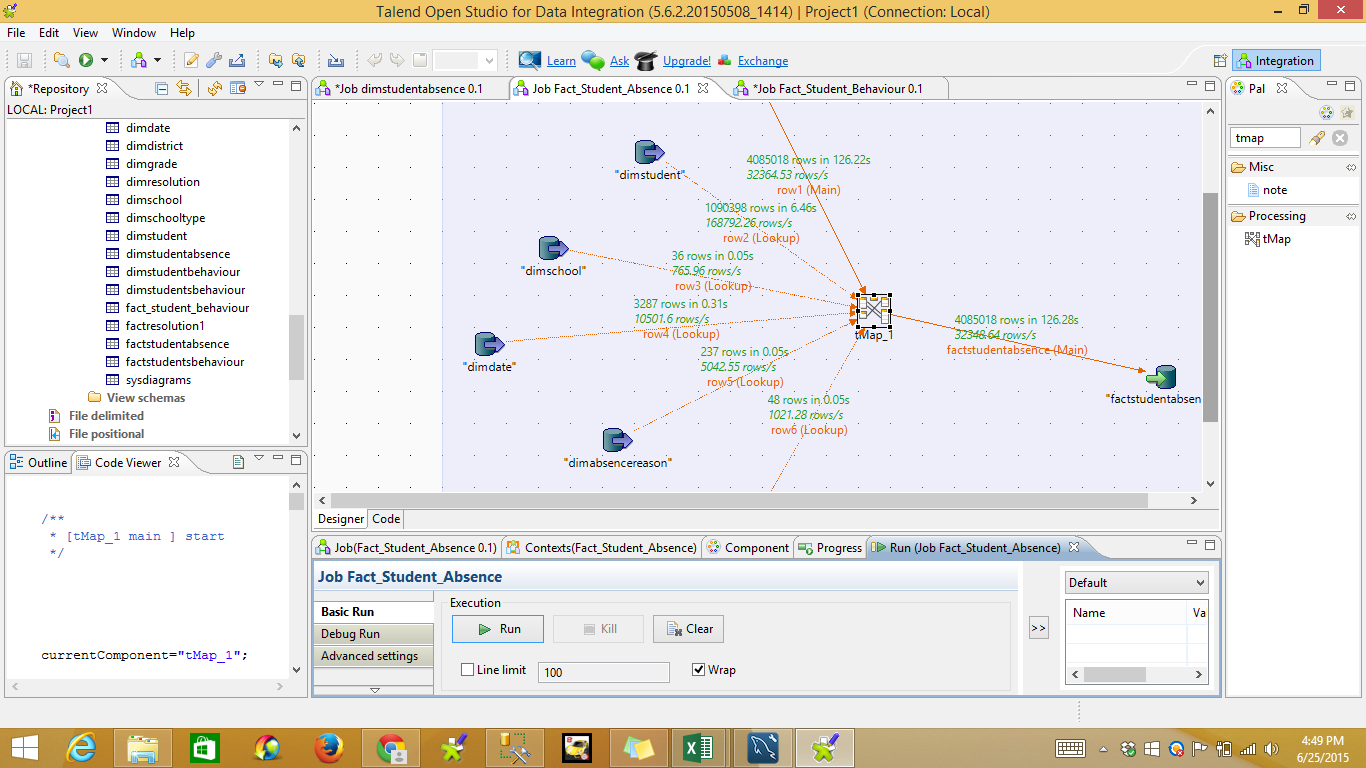 Talend Open Studio for Data Integration (5.6.2.20150508_1414) | Project1 (Connection: Local)
File Edit View Window Help
Learn Ask Upgrade! Exchange Integration
*Repository
LOCAL: Project1
dimdate
dimdistrict
dimgrade
dimresolution
dimschool
dimschooltype
dimstudent
dimstudentabsence
dimstudentbehaviour
dimstudentsbehaviour
fact_student_behaviour
factresolution1
factstudentabsence
factstudentsbehaviour
sysdiagrams
View schemas
File delimited
File positional
Outline Code Viewer
/**
* [tMap_1 main ] start
*/
currentComponent="tMap_1";
*Job dimstudentabsence 0.1 Job Fact_Student_Absence 0.1 *Job Fact_Student_Behaviour 0.1
"dimstudent"
4085018 rows in 126.22s
32364.53 rows/s
row1 (Main)
1090398 rows in 6.46s
168792.26 rows/s
row2 (Lookup)
"dimschool"
36 rows in 0.05s
765.96 rows/s
row3 (Lookup)
3287 rows in 0.31s
10501.6 rows/s
row4 (Lookup)
"dimdate"
237 rows in 0.05s
5042.55 rows/s
row5 (Lookup)
48 rows in 0.05s
1021.28 rows/s
row6 (Lookup)
"dimabsencereason"
tMap_1
4085018 rows in 126.28s
32348.64 rows/s
factstudentabsence (Main)
"factstudentabsen
Designer Code
Job(Fact_Student_Absence 0.1) Contexts(Fact_Student_Absence) Component Progress Run (Job Fact_Student_Absence)
Job Fact_Student_Absence
Basic Run
Debug Run
Advanced settings
Execution
Run Kill Clear
Line limit 100 Wrap
>>
Default
Name Va
Pal
tmap
Misc
note
Processing
tMap
4:49 PM
6/25/2015